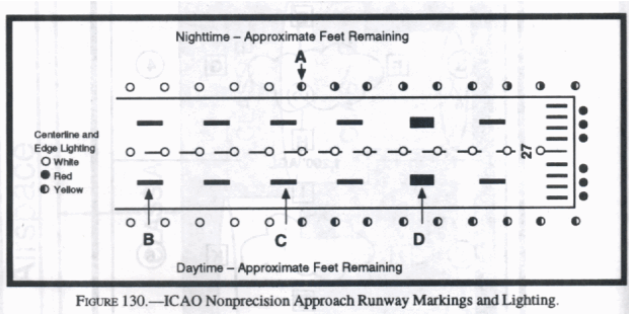 Nighttime – Approximate Feet Remaining
A
Centerline and
Edge Lighting
White
Red
Yellow
27
B
C
D
Daytime – Approximate Feet Remaining
FIGURE 130.—ICAO Nonprecision Approach Runway Markings and Lighting.